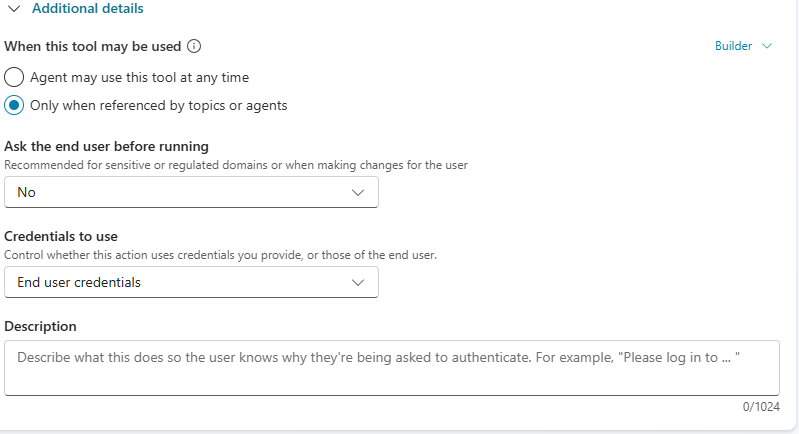 Additional details
When this tool may be used
Builder
Agent may use this tool at any time
Only when referenced by topics or agents
Ask the end user before running
Recommended for sensitive or regulated domains or when making changes for the user
No
Credentials to use
Control whether this action uses credentials you provide, or those of the end user.
End user credentials
Description
Describe what this does so the user knows why they're being asked to authenticate. For example, "Please log in to ... "
0/1024